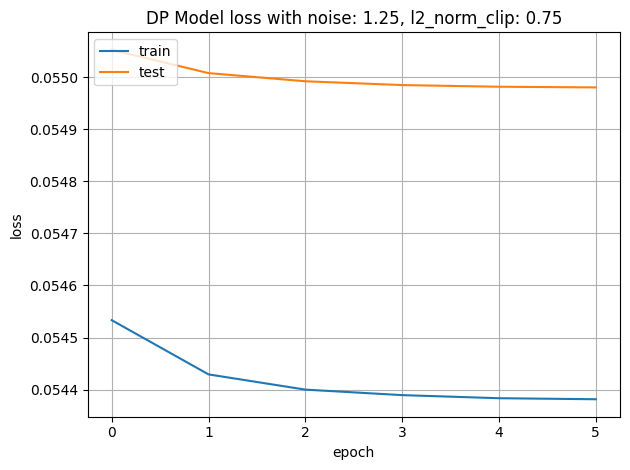 DP Model loss with noise: 1.25, l2_norm_clip: 0.75
train
test
0.0550
0.0549
0.0548
0.0547
0.0546
0.0545
0.0544
loss
0 1 2 3 4 5
epoch